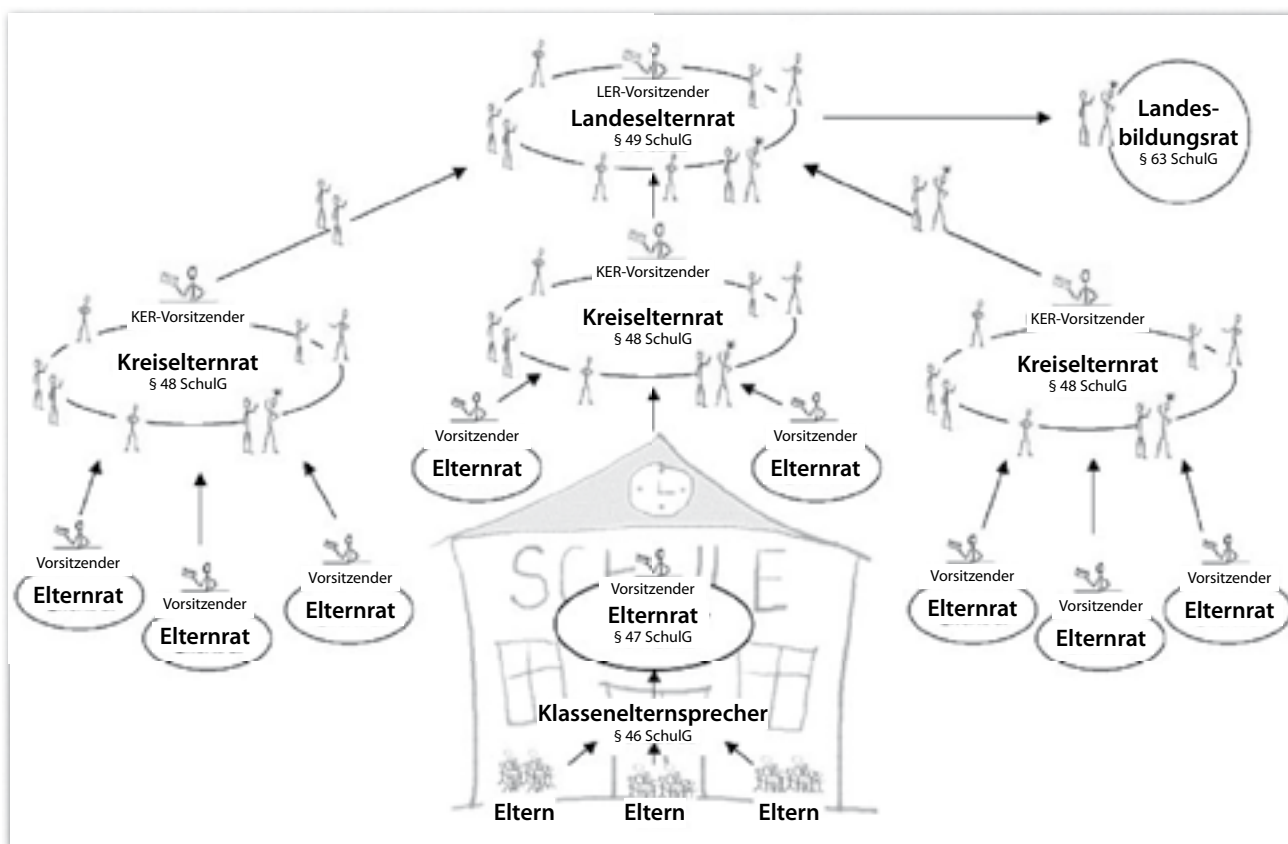 LER-Vorsitzender
Landeselternrat
§ 49 SchulG
Landes-
bildungsrat
§ 63 SchulG
KER-Vorsitzender
Kreiselternrat
§ 48 SchulG
KER-Vorsitzender
Kreiselternrat
§ 48 SchulG
KER-Vorsitzender
Kreiselternrat
§ 48 SchulG
Vorsitzender
Elternrat
Vorsitzender
Elternrat
Vorsitzender
Elternrat
Vorsitzender
Elternrat
Vorsitzender
Elternrat
SCHULE
Vorsitzender
Elternrat
§ 47 SchulG
Vorsitzender
Elternrat
Vorsitzender
Elternrat
Vorsitzender
Elternrat
Klassenelternsprecher
§ 46 SchulG
Eltern
Eltern
Eltern